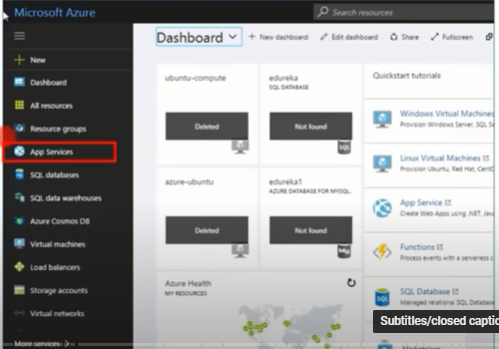 Microsoft Azure
Search resources
Dashboard
New dashboard
Edit dashboard
Share
Fullscreen
New
Dashboard
All resources
Resource groups
App Services
SQL databases
SQL data warehouses
Azure Cosmos DB
Virtual machines
Load balancers
Storage accounts
Virtual networks
More services
ubuntu-compute
Deleted
edureka
SQL DATABASE
Not found
SQL
azure-ubuntu
Deleted
edureka1
AZURE DATABASE FOR MYSQL...
Not found
Azure Health
MY RESOURCES
Quickstart tutorials
Windows Virtual Machines
Provision Windows Server, SQL
Linux Virtual Machines
Provision Ubuntu, Red Hat,
App Service
Create Web Apps using .NET,
Functions
Process events with a serverless
SQL Database
Managed relational SQL Database
Subtitles/closed captio